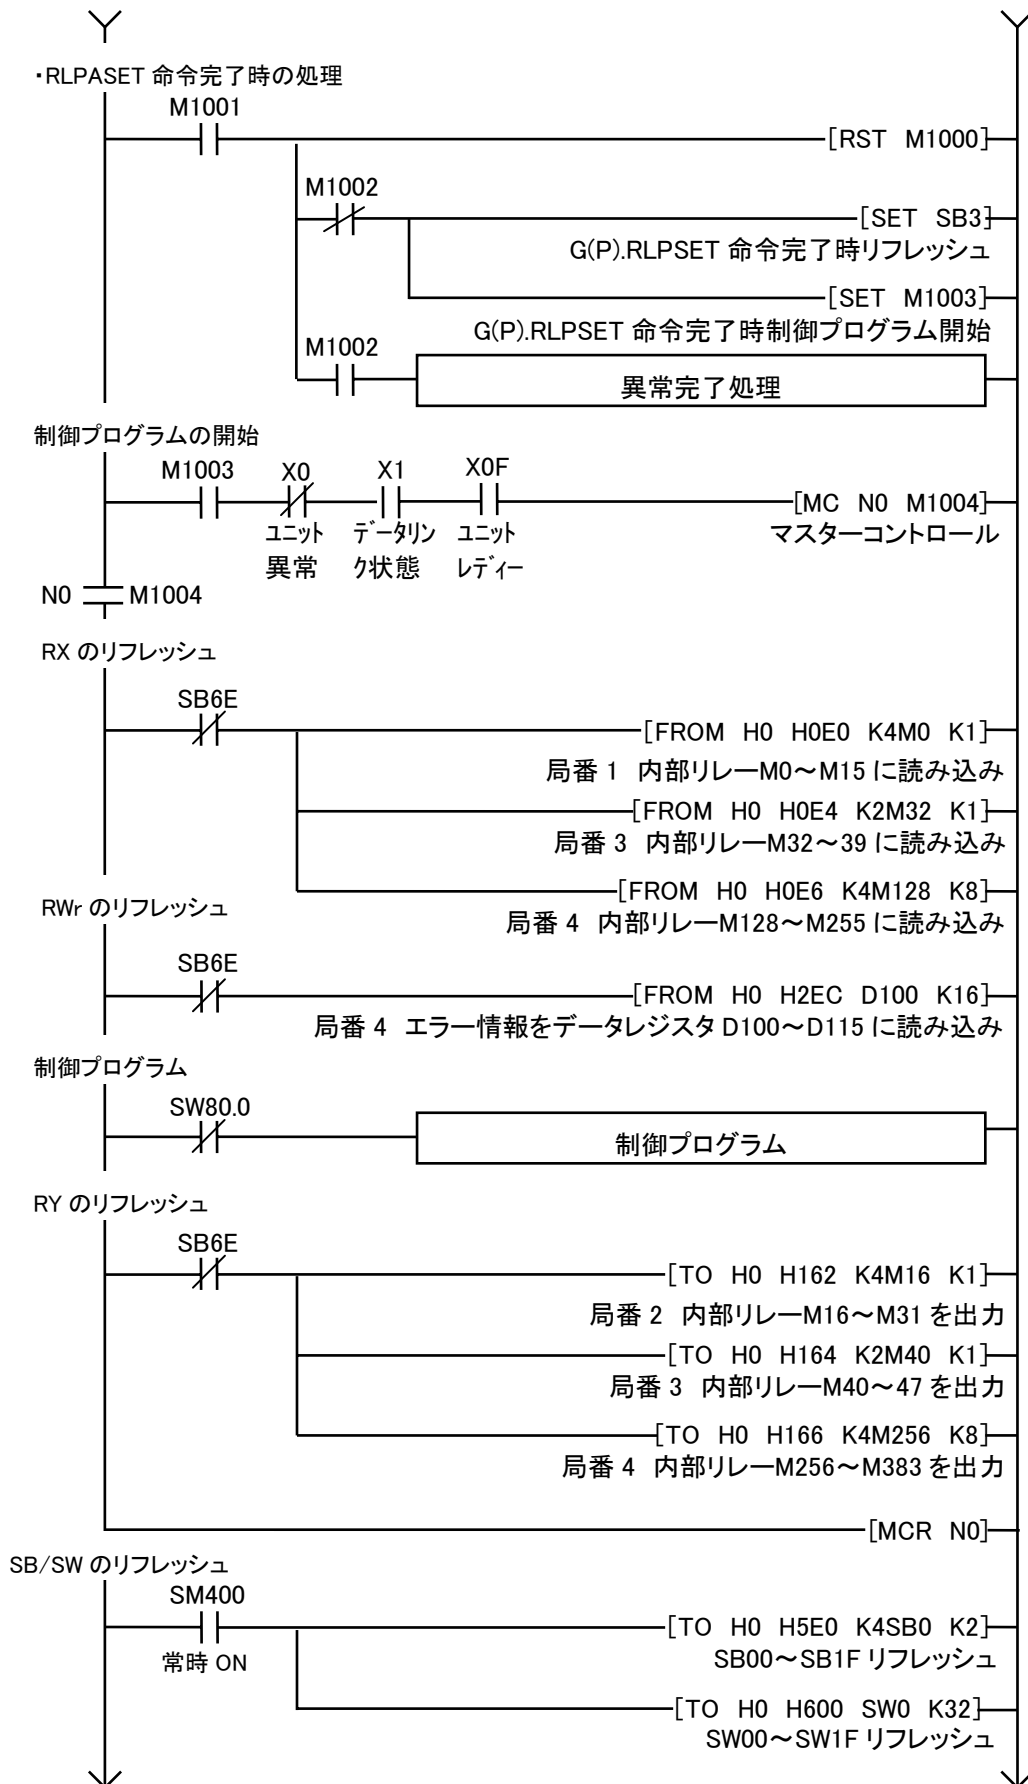 ・RLPASET 命令完了時の処理
M1001
[RST M1000]
M1002
[SET SB3]
G(P).RLPSET 命令完了時リフレッシュ
[SET M1003]
G(P).RLPSET 命令完了時制御プログラム開始
M1002
異常完了処理
制御プログラムの開始
M1003 X0 X1 X0F
[MC N0 M1004]
ユニット データリン ユニット マスターコントロール
異常 ク状態 レディー
N0 M1004
RX のリフレッシュ
SB6E
[FROM H0 H0E0 K4M0 K1]
局番 1 内部リレーM0～M15 に読み込み
[FROM H0 H0E4 K2M32 K1]
局番 3 内部リレーM32～39 に読み込み
[FROM H0 H0E6 K4M128 K8]
RWr のリフレッシュ
局番 4 内部リレーM128～M255 に読み込み
SB6E
[FROM H0 H2EC D100 K16]
局番 4 エラー情報をデータレジスタ D100～D115 に読み込み
制御プログラム
SW80.0
制御プログラム
RY のリフレッシュ
SB6E
[TO H0 H162 K4M16 K1]
局番 2 内部リレーM16～M31 を出力
[TO H0 H164 K2M40 K1]
局番 3 内部リレーM40～47 を出力
[TO H0 H166 K4M256 K8]
局番 4 内部リレーM256～M383 を出力
[MCR N0]
SB/SW のリフレッシュ
SM400
[TO H0 H5E0 K4SB0 K2]
常時 ON
SB00～SB1F リフレッシュ
[TO H0 H600 SW0 K32]
SW00～SW1F リフレッシュ